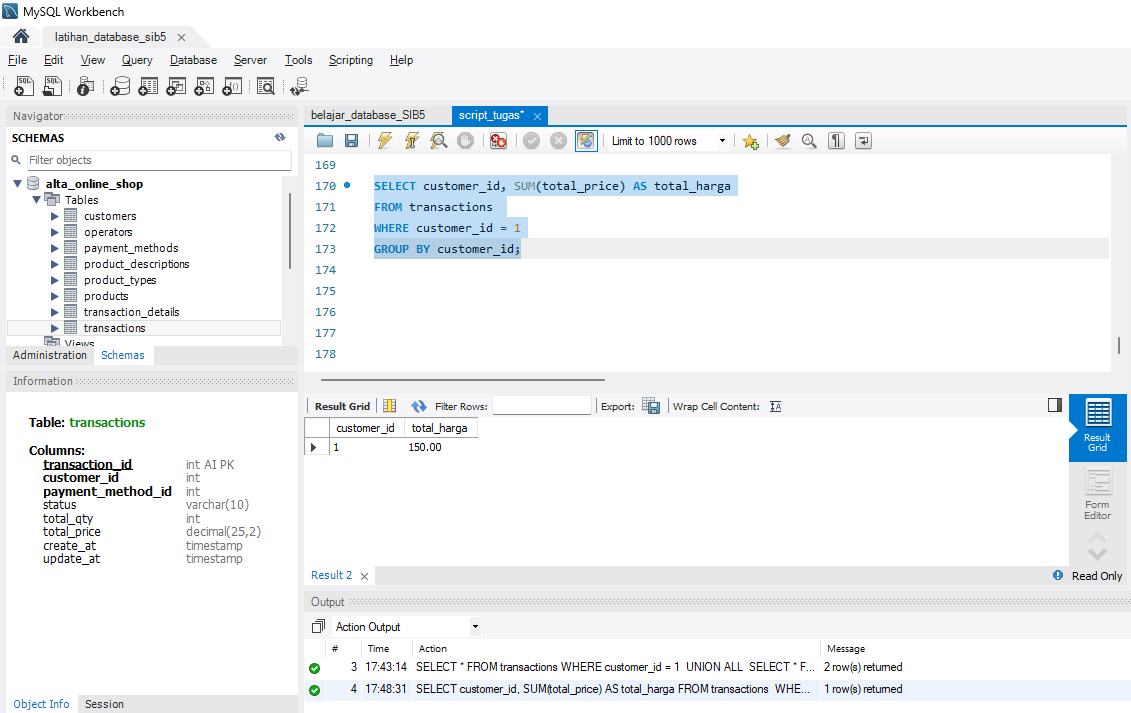 MySQL Workbench
latihan_database_sib5
File Edit View Query Database Server Tools Scripting Help
Navigator
SCHEMAS
Filter objects
alta_online_shop
Tables
customers
operators
payment_methods
product_descriptions
product_types
products
transaction_details
transactions
Views
Administration Schemas
Information
Table: transactions
Columns:
transaction_id int AI PK
customer_id int
payment_method_id int
status varchar(10)
total_qty int
total_price decimal(25,2)
create_at timestamp
update_at timestamp
Object Info Session
belajar_database_SIB5 script_tugas*
Limit to 1000 rows
169
170 SELECT customer_id, SUM(total_price) AS total_harga
171 FROM transactions
172 WHERE customer_id = 1
173 GROUP BY customer_id;
174
175
176
177
178
Result Grid Filter Rows: Export: Wrap Cell Content:
customer_id total_harga
1 150.00
Result Grid
Form Editor
Result 2 Read Only
Output
Action Output
# Time Action Message
3 17:43:14 SELECT * FROM transactions WHERE customer_id = 1 UNION ALL SELECT * F... 2 row(s) returned
4 17:48:31 SELECT customer_id, SUM(total_price) AS total_harga FROM transactions WHE... 1 row(s) returned